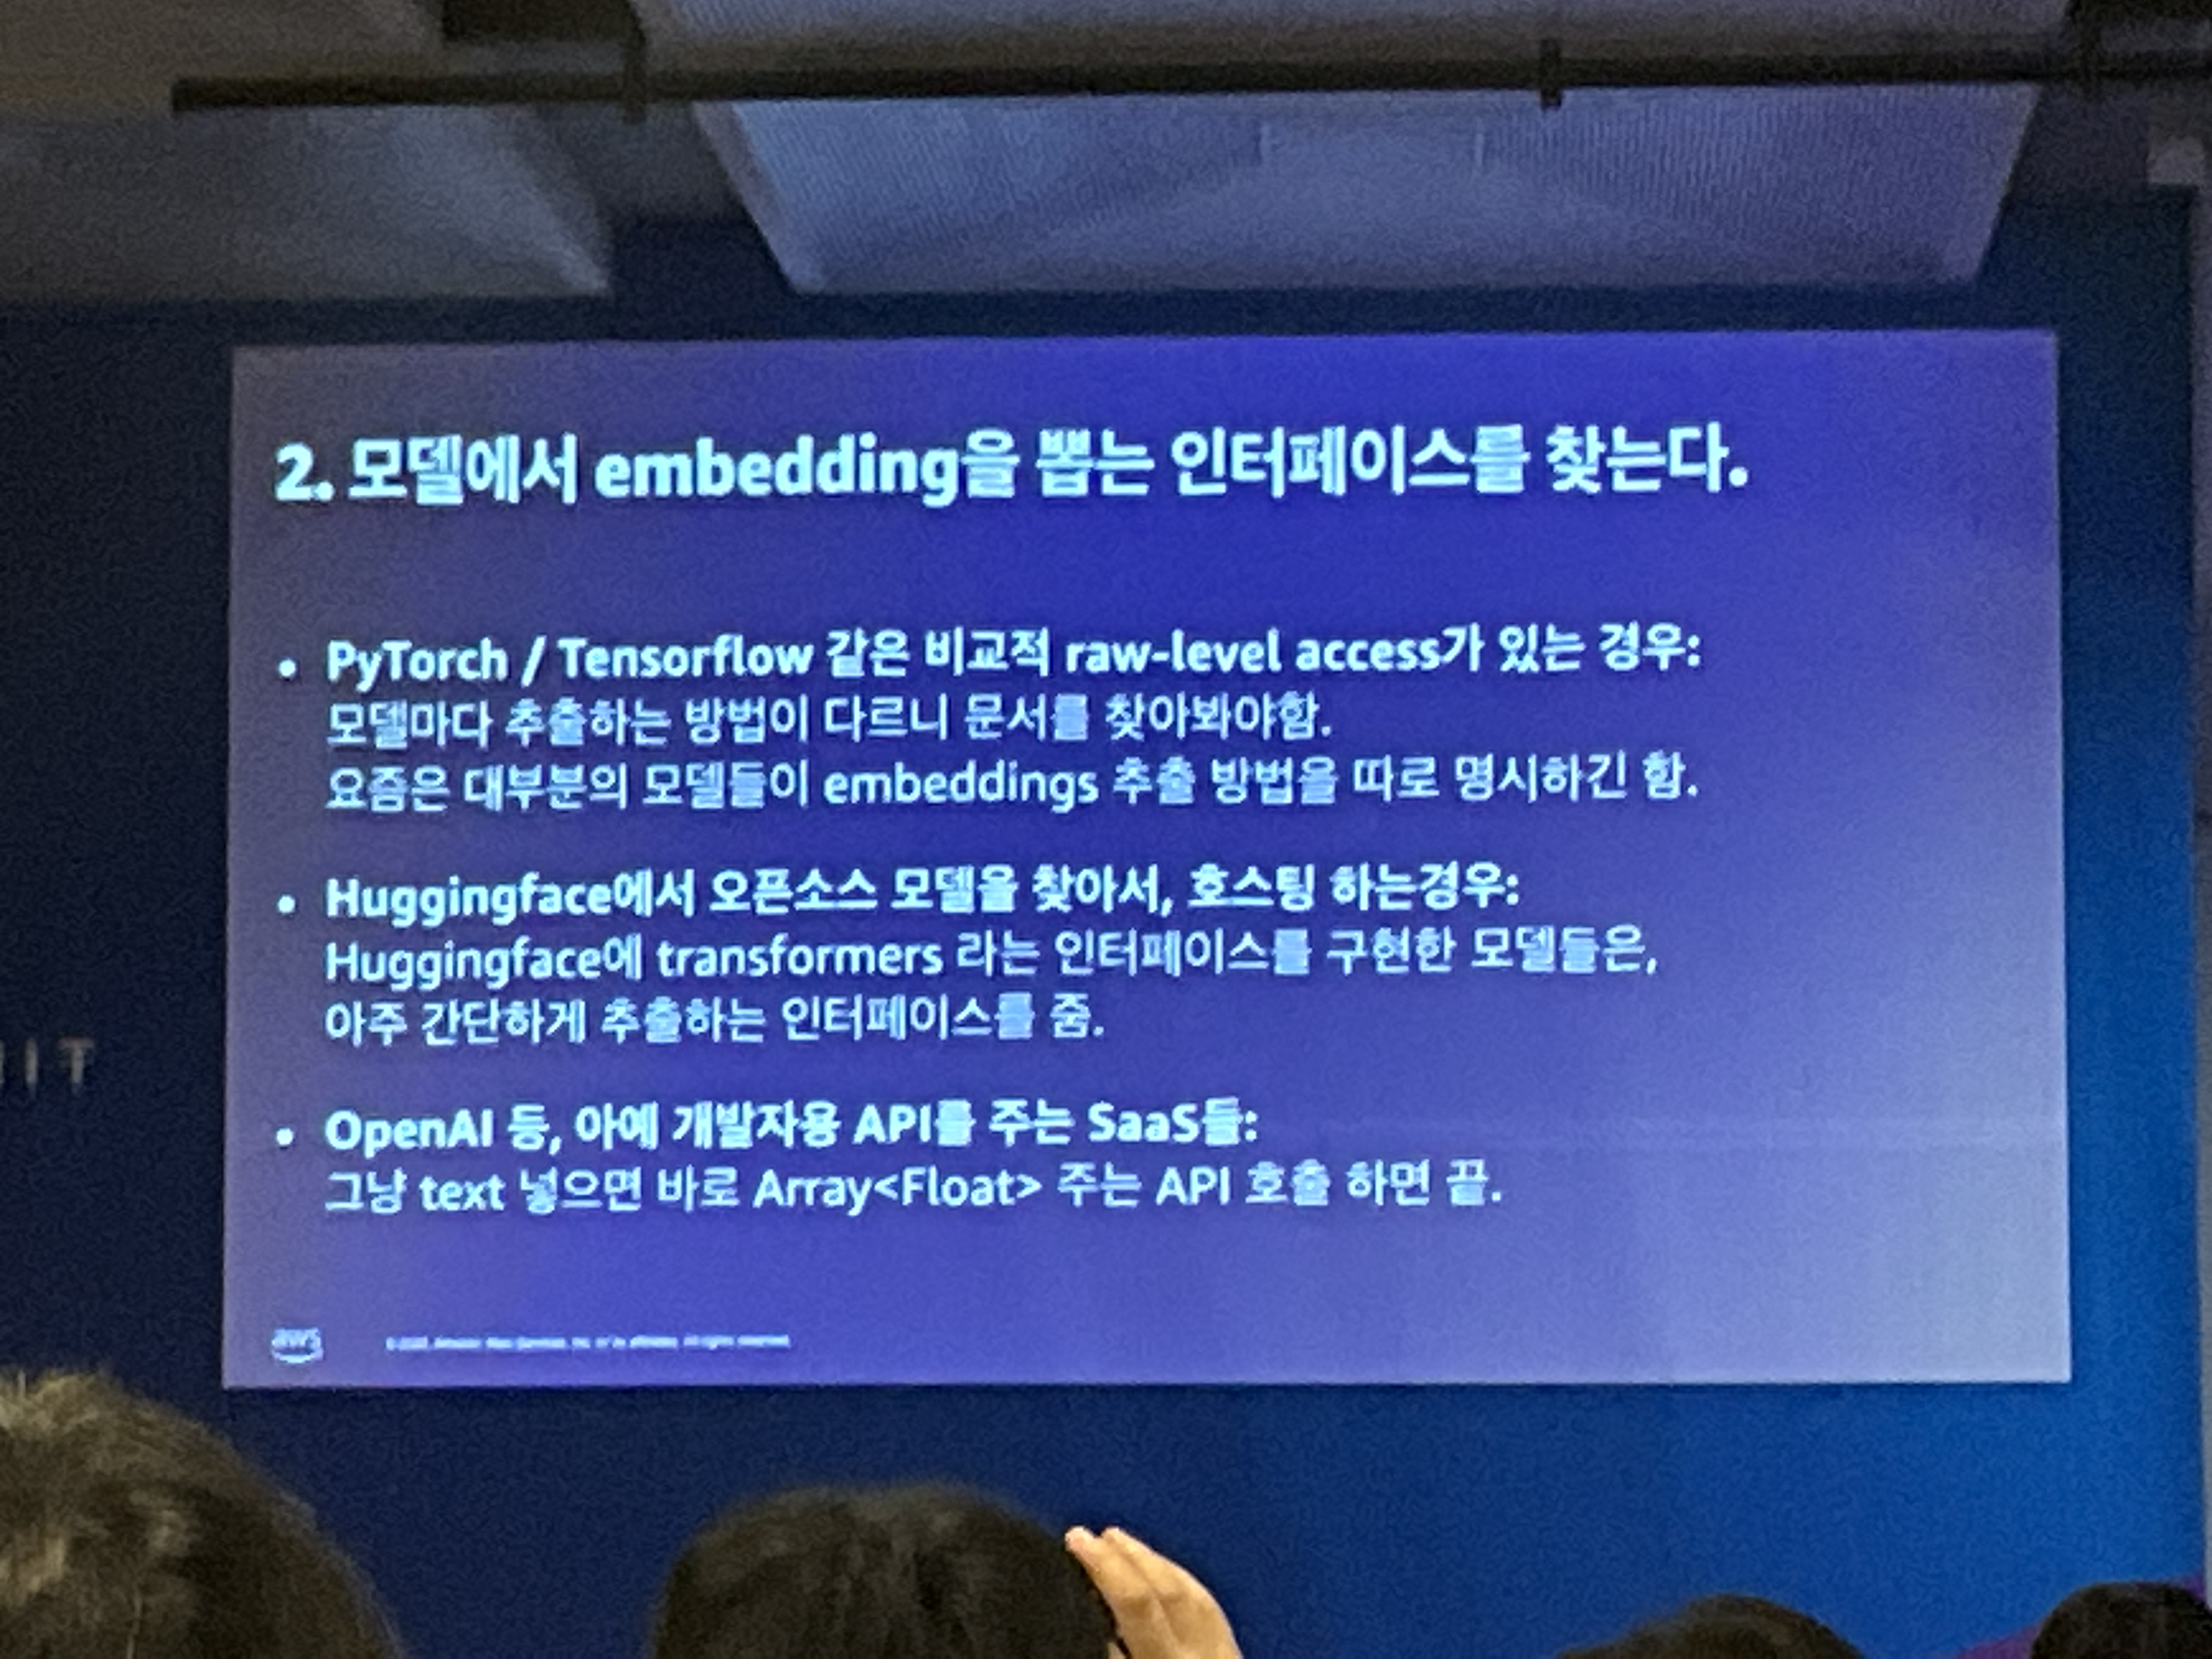 2. 모델에서 embedding을 뽑는 인터페이스를 찾는다.
• PyTorch / Tensorflow 같은 비교적 raw-level access가 있는 경우:
모델마다 추출하는 방법이 다르니 문서를 찾아봐야함.
요즘은 대부분의 모델들이 embeddings 추출 방법을 따로 명시하긴 함.
• Huggingface에서 오픈소스 모델을 찾아서, 호스팅 하는경우:
Huggingface에 transformers 라는 인터페이스를 구현한 모델들은,
아주 간단하게 추출하는 인터페이스를 줌.
• OpenAI 등, 아예 개발자용 API를 주는 SaaS들:
그냥 text 넣으면 바로 Array<Float> 주는 API 호출 하면 끝.
aws